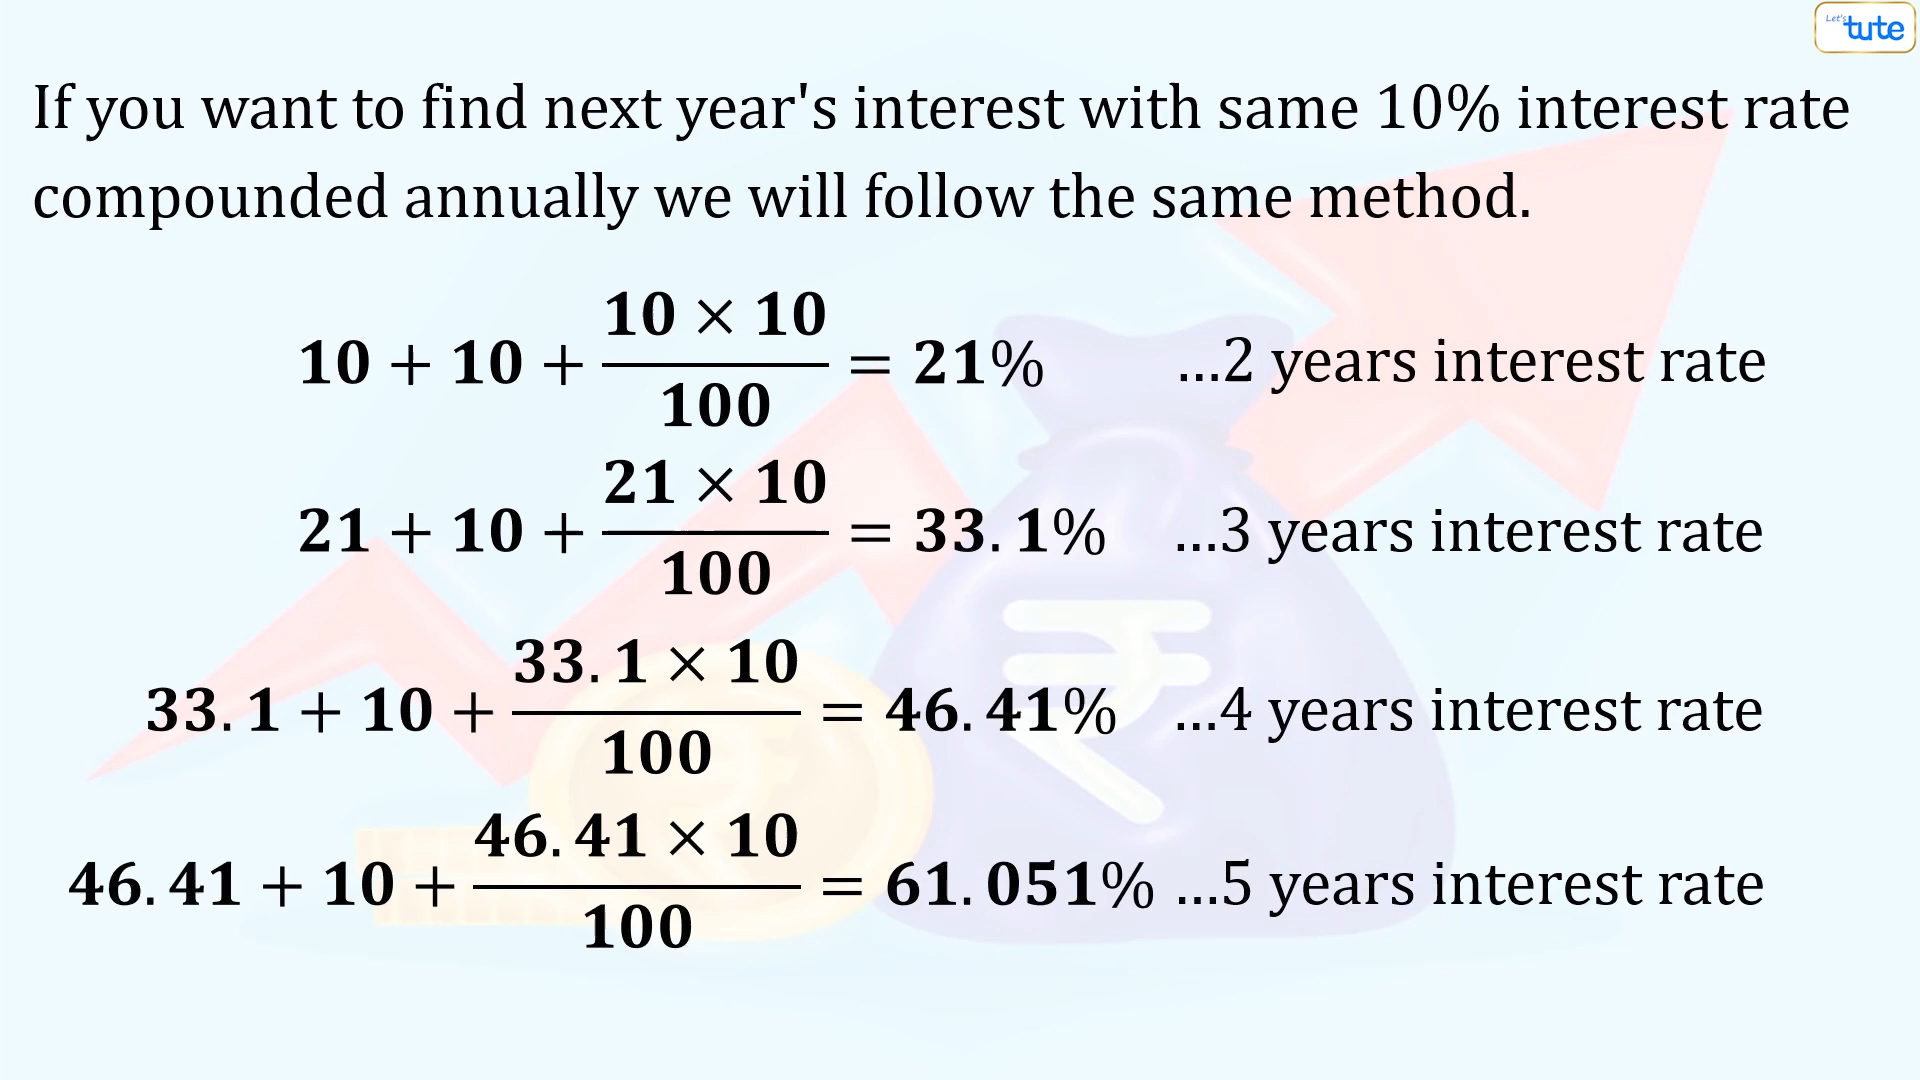 Let's tute
If you want to find next year's interest with same 10% interest rate
compounded annually we will follow the same method.
10 + 10 + (10 × 10)/100 = 21% ...2 years interest rate
21 + 10 + (21 × 10)/100 = 33.1% ...3 years interest rate
33.1 + 10 + (33.1 × 10)/100 = 46.41% ...4 years interest rate
46.41 + 10 + (46.41 × 10)/100 = 61.051% ...5 years interest rate
₹